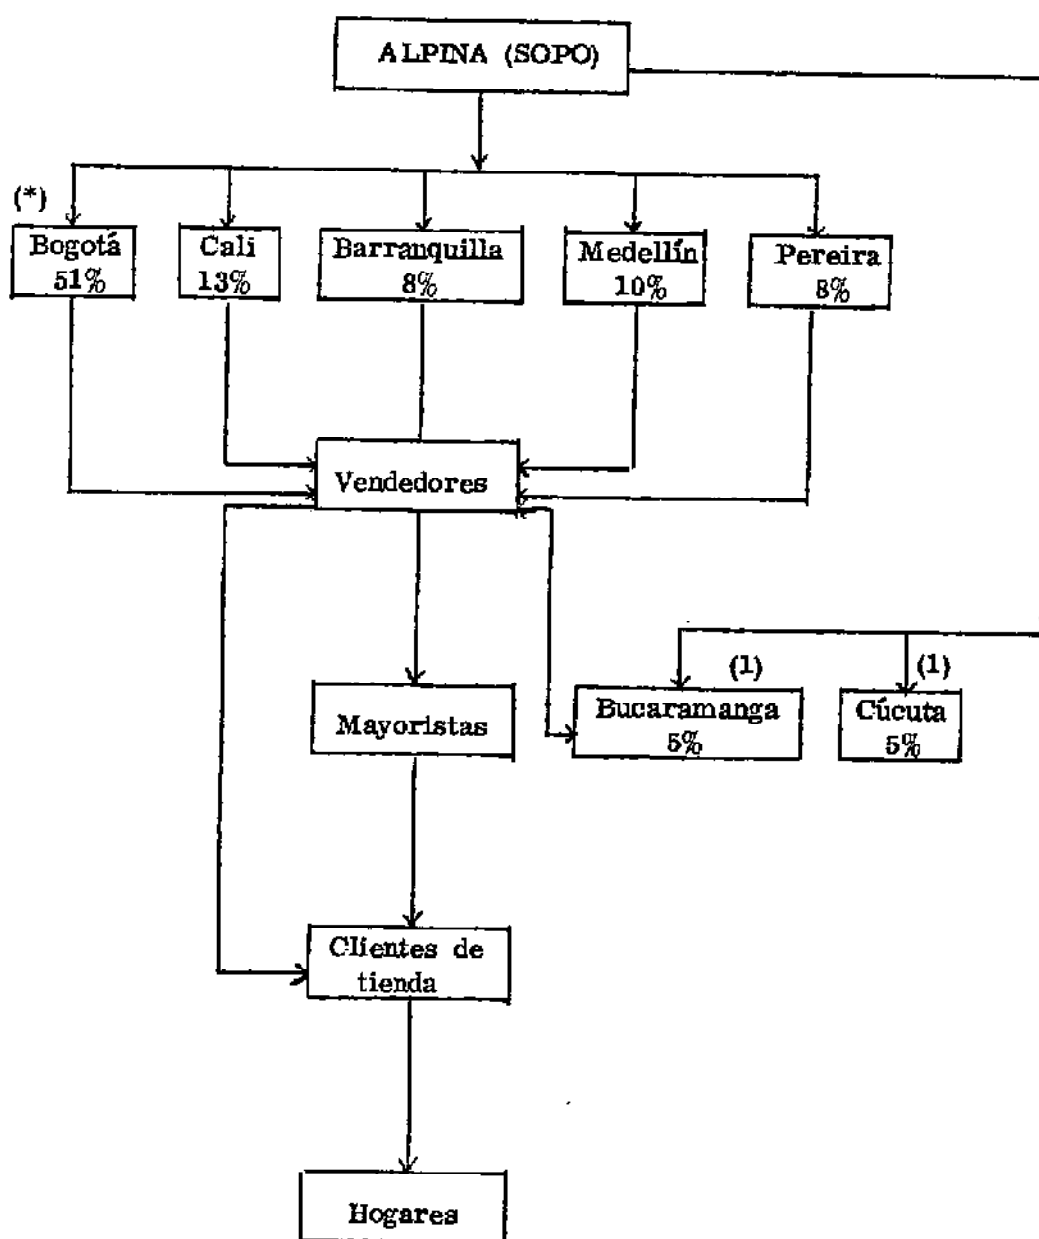 ALPINA (SOPO)
(*)
Bogotá
51%
Cali
13%
Barranquilla
8%
Medellín
10%
Pereira
8%
Vendedores
(1)
(1)
Mayoristas
Bucaramanga
5%
Cúcuta
5%
Clientes de
tienda
Hogares